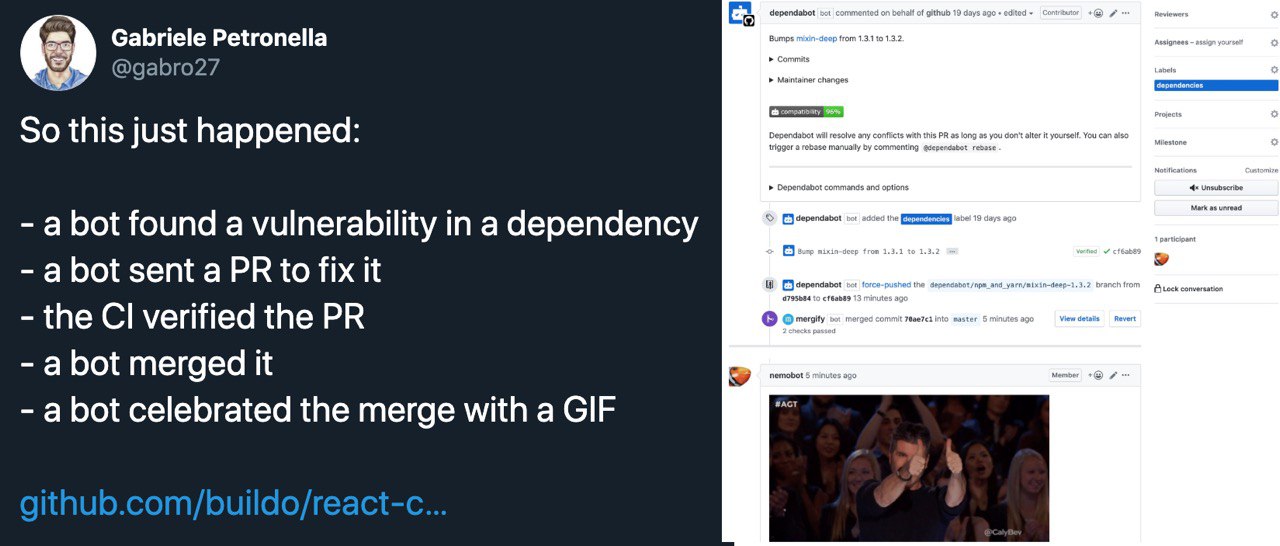 Gabriele Petronella
@gabro27
So this just happened:
- a bot found a vulnerability in a dependency
- a bot sent a PR to fix it
- the CI verified the PR
- a bot merged it
- a bot celebrated the merge with a GIF
github.com/buildo/react-c...
dependabot bot commented on behalf of github 19 days ago • edited
Contributor
Bumps mixin-deep from 1.3.1 to 1.3.2.
Commits
Maintainer changes
compatibility 96%
Dependabot will resolve any conflicts with this PR as long as you don't alter it yourself. You can also
trigger a rebase manually by commenting @dependabot rebase.
Dependabot commands and options
dependabot bot added the dependencies label 19 days ago
Bump mixin-deep from 1.3.1 to 1.3.2 ... Verified cf6ab89
dependabot bot force-pushed the dependabot/npm_and_yarn/mixin-deep-1.3.2 branch from
d795b84 to cf6ab89 13 minutes ago
mergify bot merged commit 70ae7c1 into master 5 minutes ago View details Revert
2 checks passed
nemobot 5 minutes ago Member
#AGT
@CalyBev
Reviewers
Assignees – assign yourself
Labels
dependencies
Projects
Milestone
Notifications Customize
Unsubscribe
Mark as unread
1 participant
Lock conversation